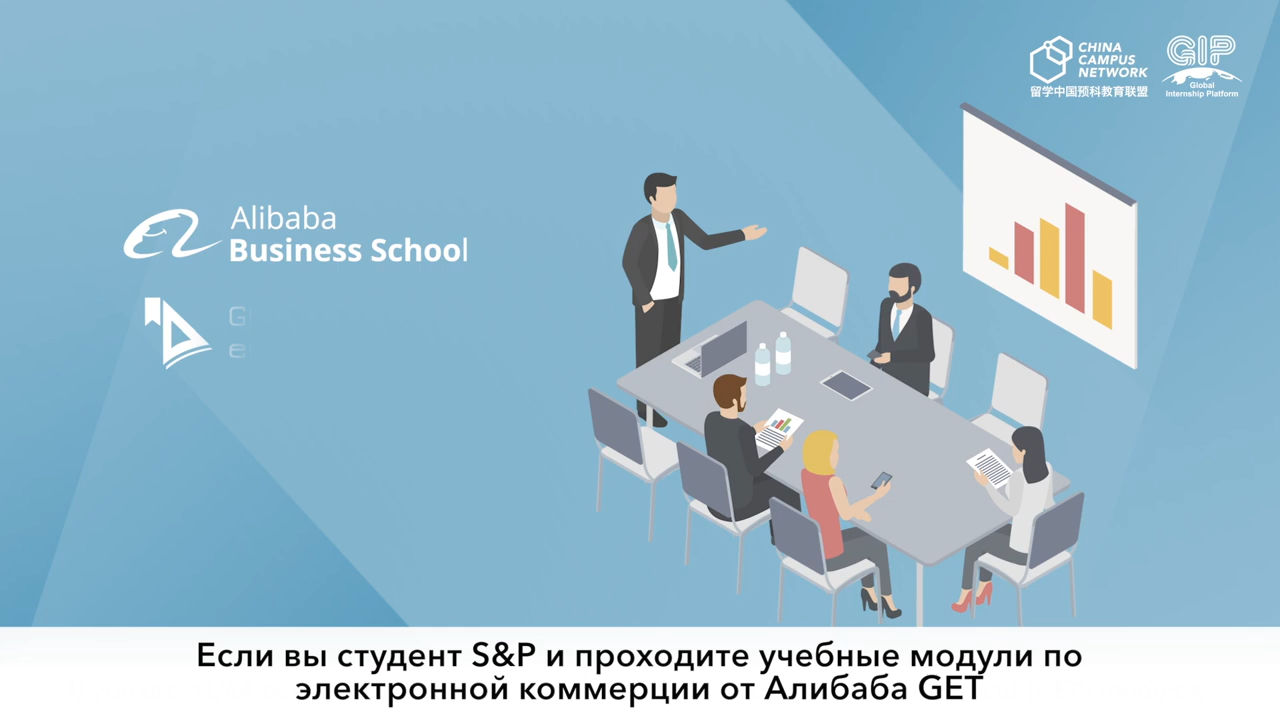 CHINA
CAMPUS
NETWORK
留学中国预科教育联盟
GIP
Global
Internship Platform
Alibaba
Business School
G
e
Если вы студент S&P и проходите учебные модули по
электронной коммерции от Алибаба GET